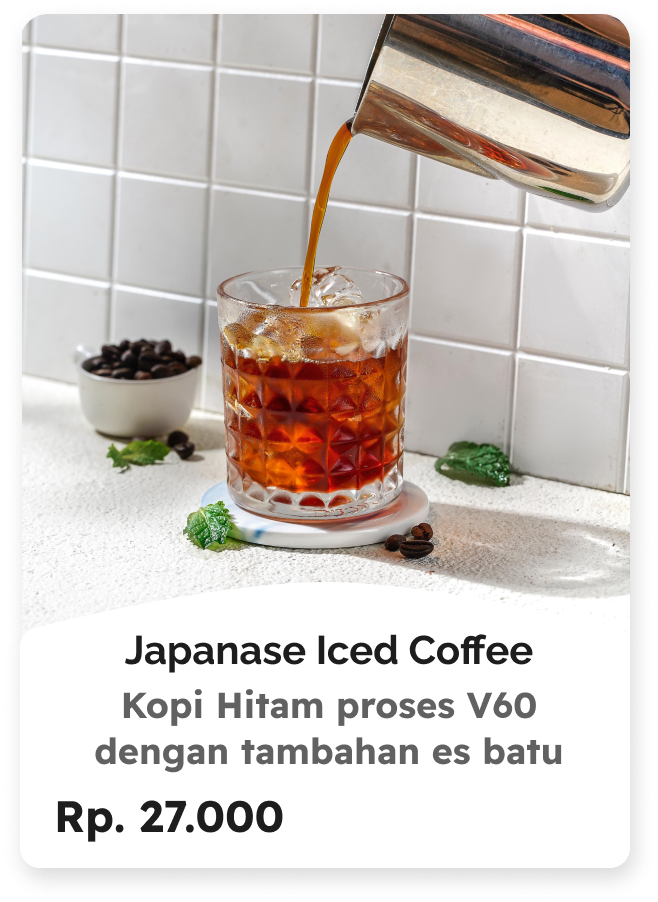 Japanase Iced Coffee
Kopi Hitam proses V60
dengan tambahan es batu
Rp. 27.000